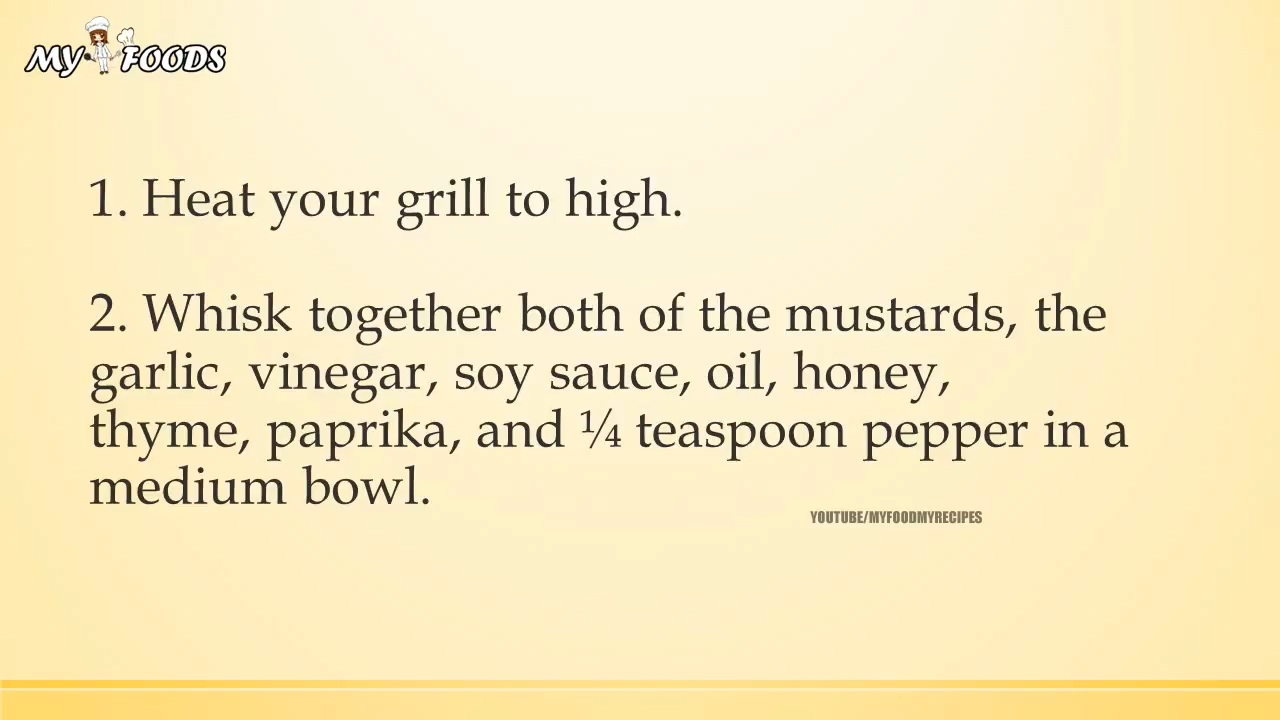 MY FOODS
1. Heat your grill to high.
2. Whisk together both of the mustards, the
garlic, vinegar, soy sauce, oil, honey,
thyme, paprika, and ¼ teaspoon pepper in a
medium bowl.
YOUTUBE/MYFOODMYRECIPES